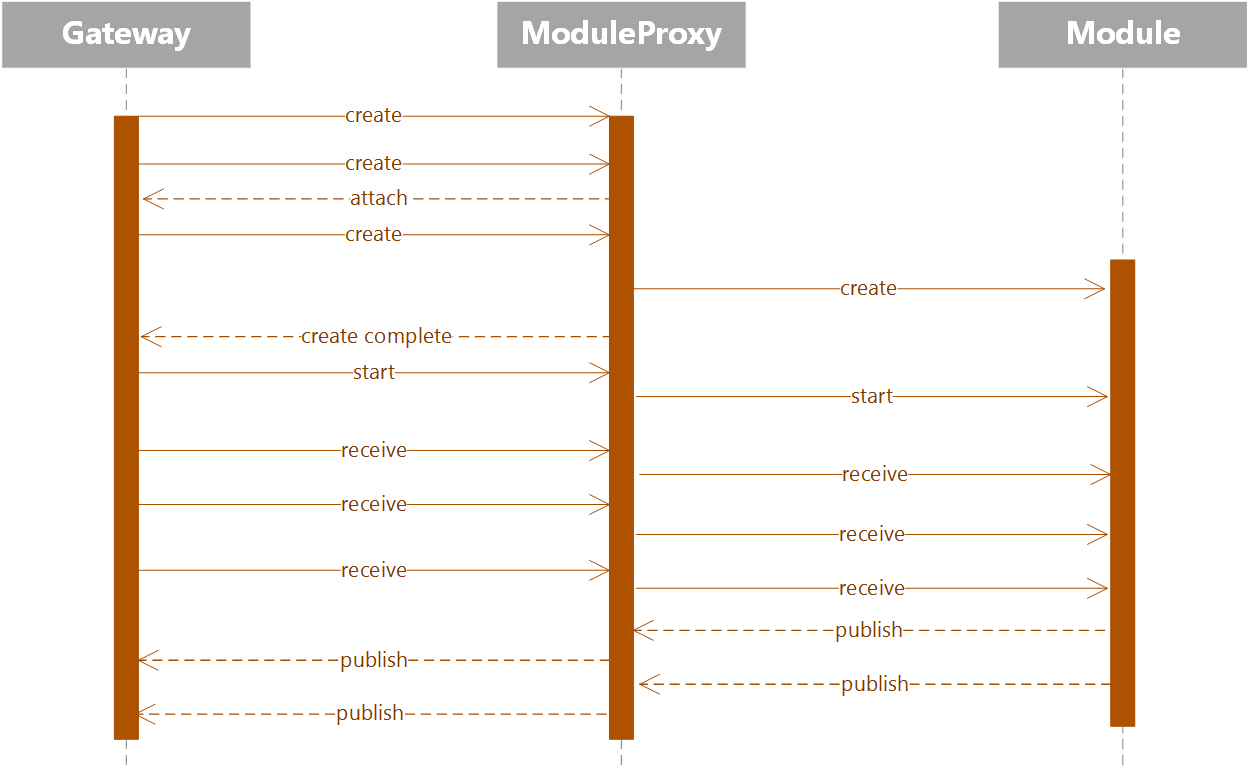 Gateway
ModuleProxy
Module
create
create
attach
create
create
create complete
start
start
receive
receive
receive
receive
receive
receive
publish
publish
publish
publish